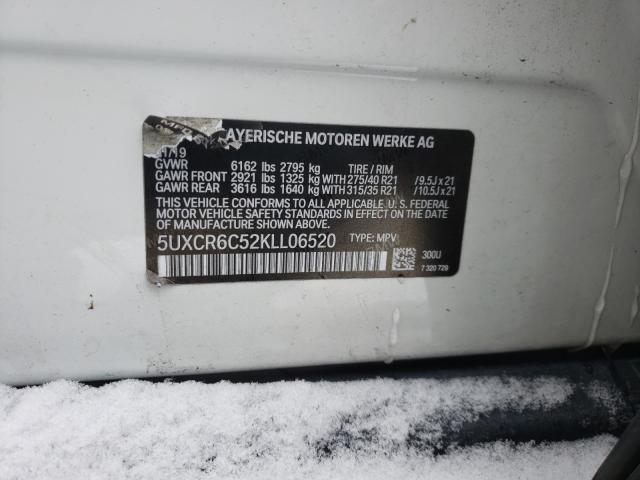 AYERISCHE MOTOREN WERKE AG
/19
GVWR 6162 lbs 2795 kg TIRE / RIM
GAWR FRONT 2921 lbs 1325 kg WITH 275/40 R21 / 9.5J x 21
GAWR REAR 3616 lbs 1640 kg WITH 315/35 R21 / 10.5J x 21
THIS VEHICLE CONFORMS TO ALL APPLICABLE U.S. FEDERAL
MOTOR VEHICLE SAFETY STANDARDS IN EFFECT ON THE DATE
OF MANUFACTURE SHOWN ABOVE.
5UXCR6C52KLL06520 TYPE: MPV
300U
7 320 729